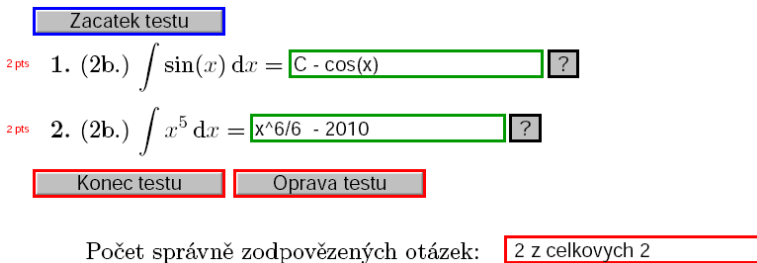 Zacatek testu
2 pts 1. (2b.) ∫ sin(x) dx = C - cos(x) ?
2 pts 2. (2b.) ∫ x^5 dx = x^6/6 - 2010 ?
Konec testu Oprava testu
Počet správně zodpovězených otázek: 2 z celkovych 2